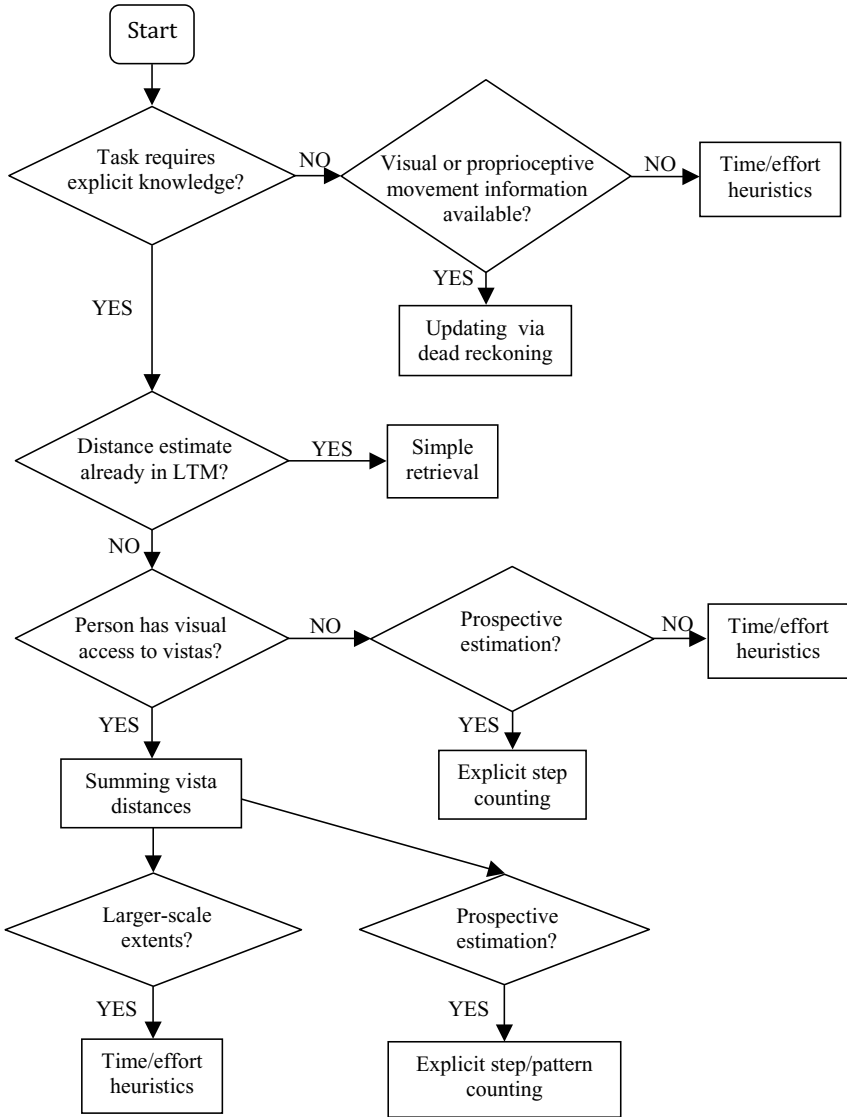 Start
Task requires
explicit knowledge?
NO
Visual or proprioceptive
movement information
available?
NO
Time/effort
heuristics
YES
YES
Updating via
dead reckoning
Distance estimate
already in LTM?
YES
Simple
retrieval
NO
Person has visual
access to vistas?
NO
Prospective
estimation?
NO
Time/effort
heuristics
YES
YES
Summing vista
distances
Explicit step
counting
Larger-scale
extents?
Prospective
estimation?
YES
YES
Time/effort
heuristics
Explicit step/pattern
counting